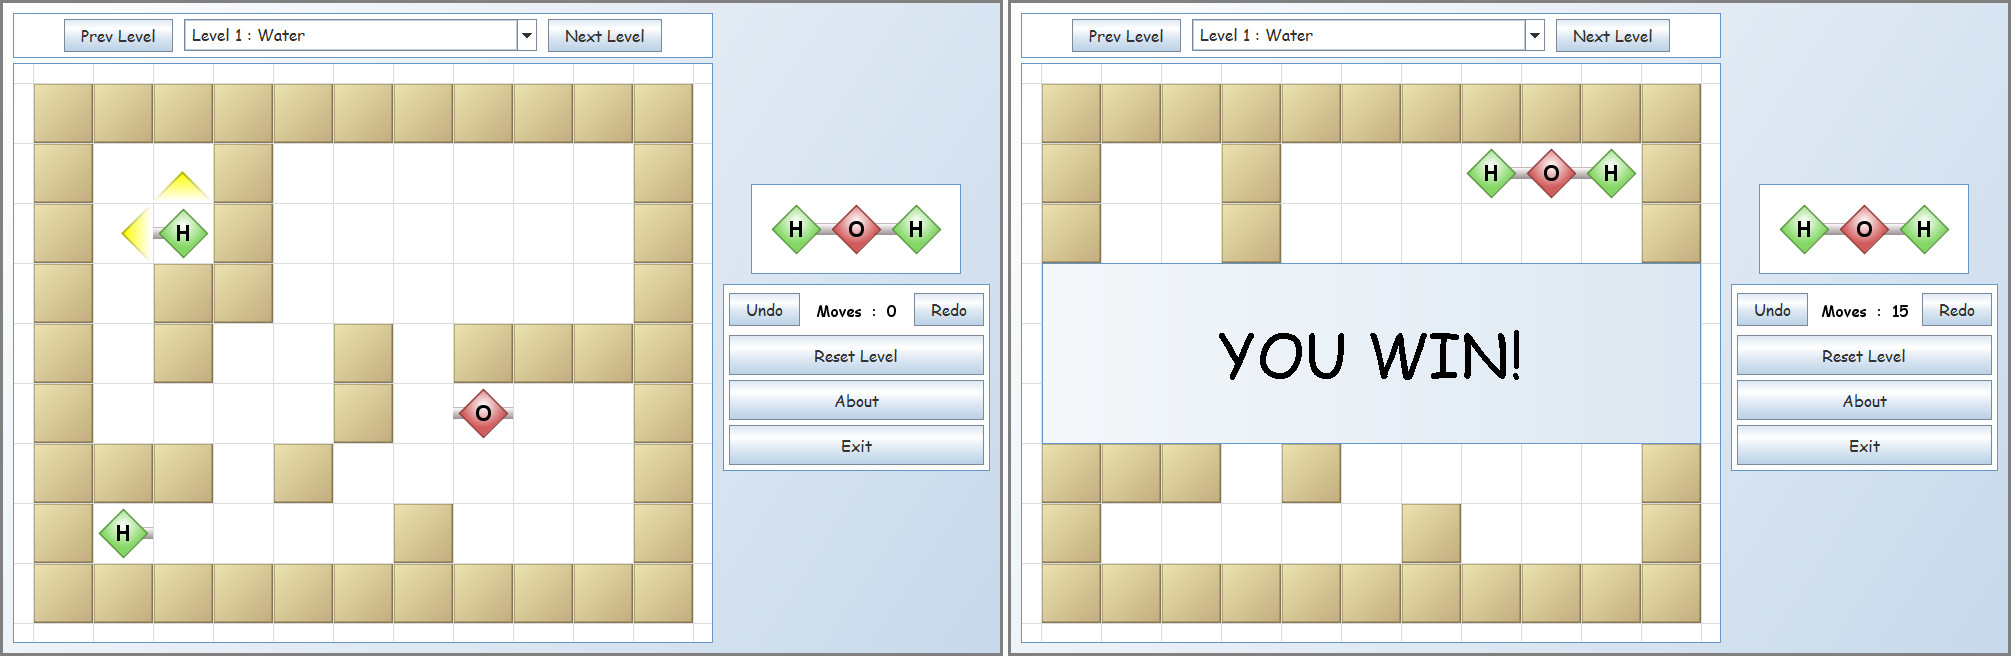 Prev Level Level 1 : Water Next Level
H
H O H
Undo Moves : 0 Redo
Reset Level
O
About
Exit
H
Prev Level Level 1 : Water Next Level
H O H
H O H
Undo Moves : 15 Redo
YOU WIN!
Reset Level
About
Exit